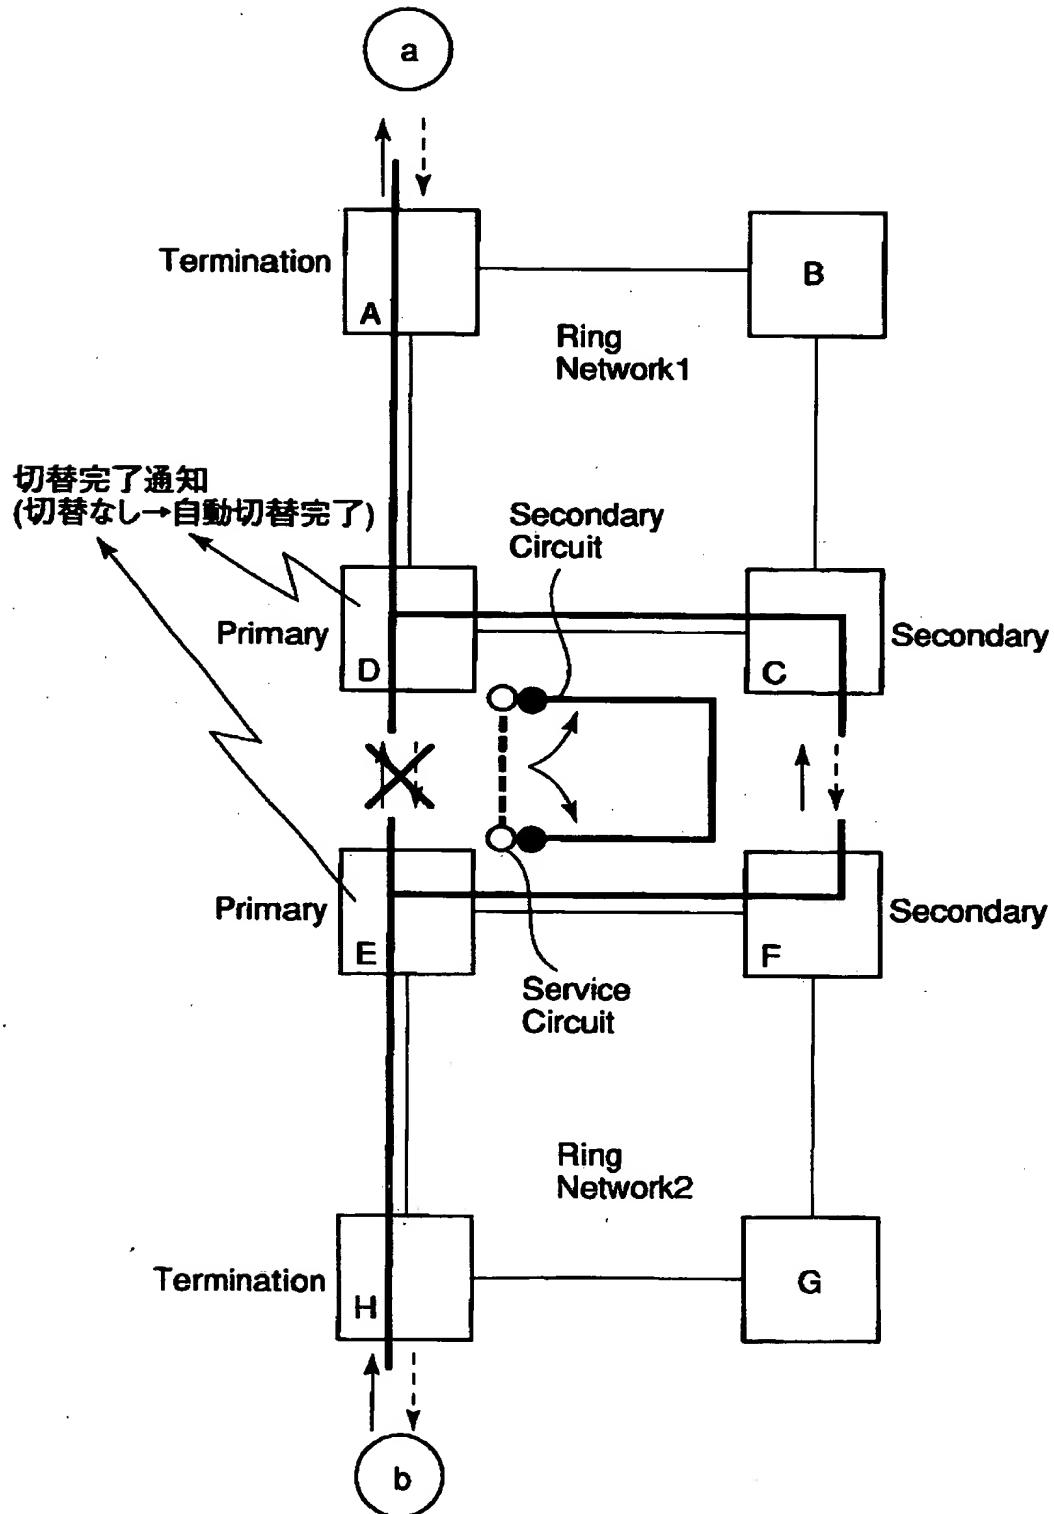 a
Termination
A
B
Ring
Network1
切替完了通知
(切替なし→自動切替完了)
Secondary
Circuit
Primary
D
C
Secondary
Primary
E
F
Secondary
Service
Circuit
Ring
Network2
Termination
H
G
b